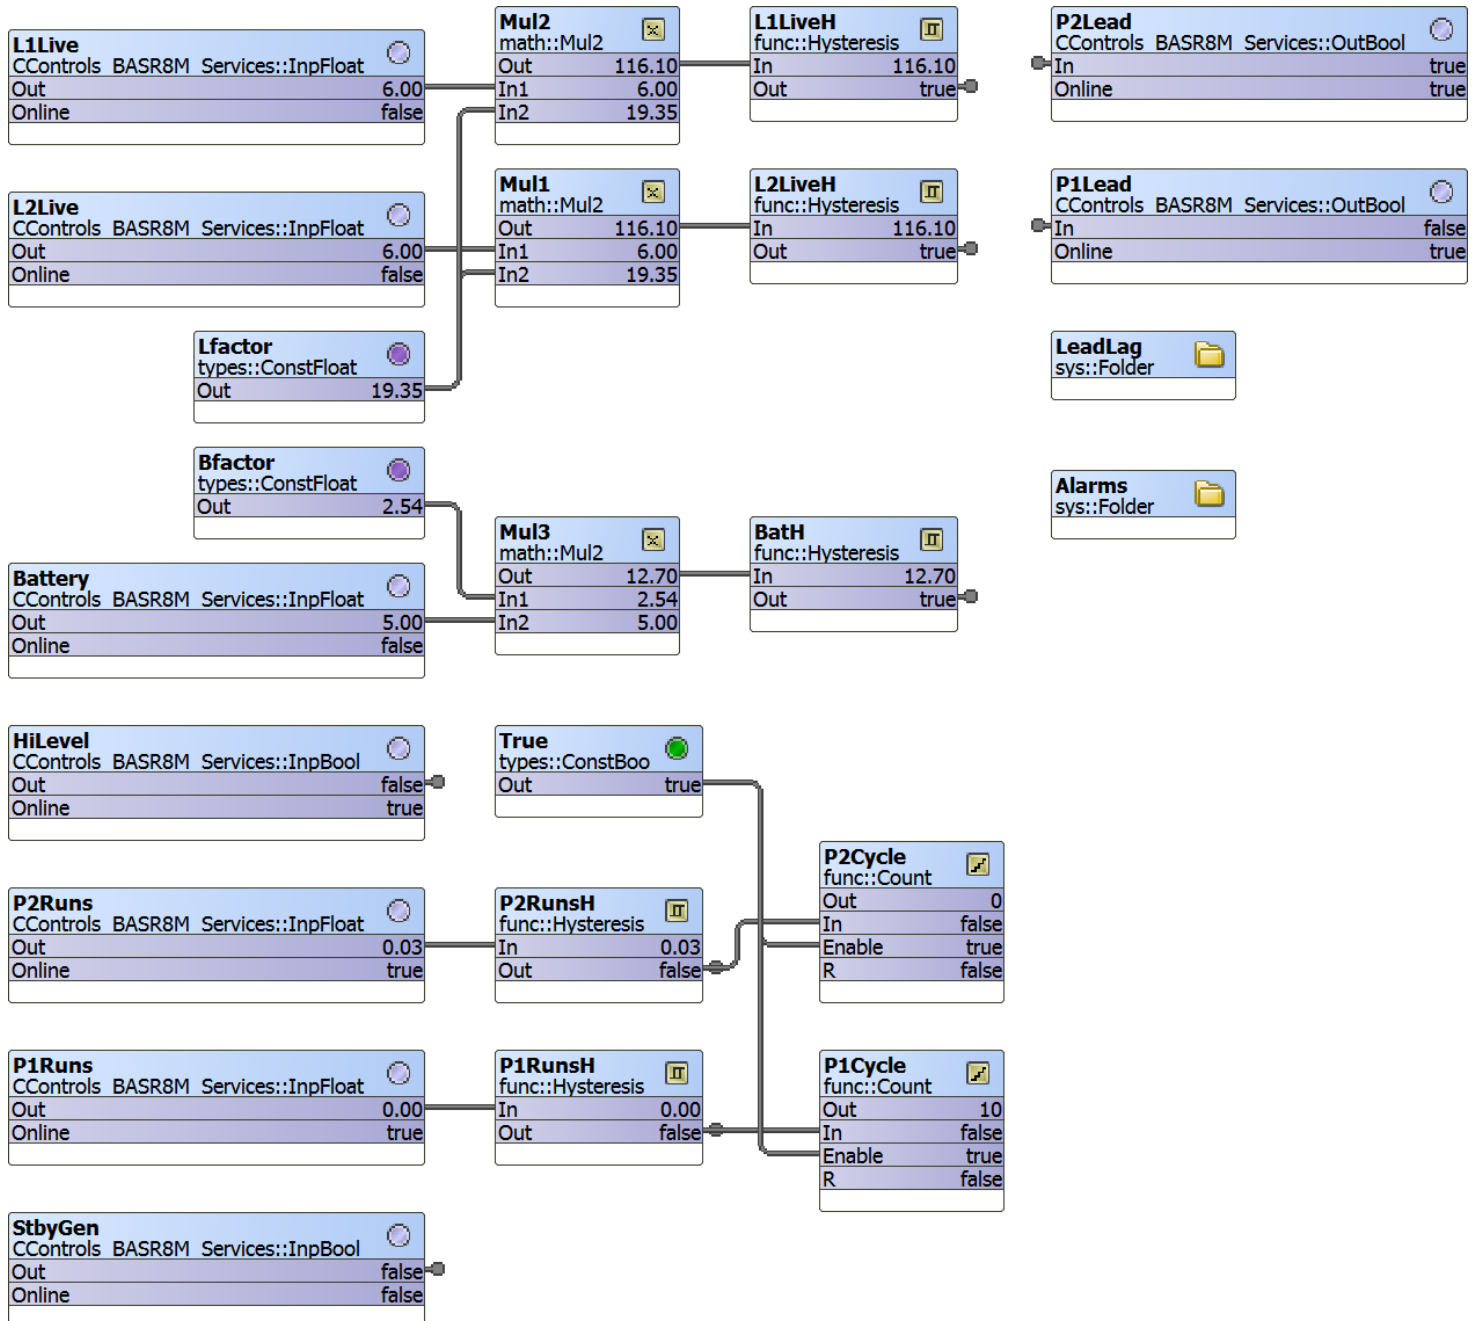 L1Live
CControls_BASR8M_Services::InpFloat
Out 6.00
Online false
Mul2
math::Mul2
Out 116.10
In1 6.00
In2 19.35
L1LiveH
func::Hysteresis
In 116.10
Out true
P2Lead
CControls_BASR8M_Services::OutBool
In true
Online true
L2Live
CControls_BASR8M_Services::InpFloat
Out 6.00
Online false
Mul1
math::Mul2
Out 116.10
In1 6.00
In2 19.35
L2LiveH
func::Hysteresis
In 116.10
Out true
P1Lead
CControls_BASR8M_Services::OutBool
In false
Online true
Lfactor
types::ConstFloat
Out 19.35
LeadLag
sys::Folder
Bfactor
types::ConstFloat
Out 2.54
Alarms
sys::Folder
Battery
CControls_BASR8M_Services::InpFloat
Out 5.00
Online false
Mul3
math::Mul2
Out 12.70
In1 2.54
In2 5.00
BatH
func::Hysteresis
In 12.70
Out true
HiLevel
CControls_BASR8M_Services::InpBool
Out false
Online true
True
types::ConstBoo
Out true
P2Runs
CControls_BASR8M_Services::InpFloat
Out 0.03
Online true
P2RunsH
func::Hysteresis
In 0.03
Out false
P2Cycle
func::Count
Out 0
In false
Enable true
R false
P1Runs
CControls_BASR8M_Services::InpFloat
Out 0.00
Online true
P1RunsH
func::Hysteresis
In 0.00
Out false
P1Cycle
func::Count
Out 10
In false
Enable true
R false
StbyGen
CControls_BASR8M_Services::InpBool
Out false
Online false